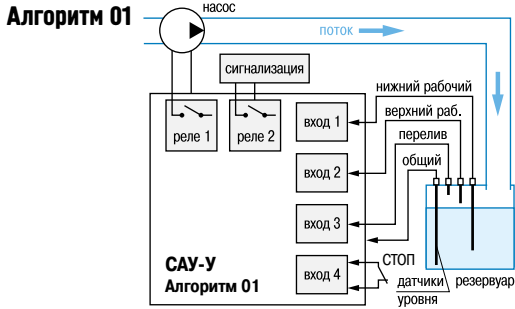 Алгоритм 01
насос
поток
сигнализация
нижний рабочий
верхний раб.
перелив
общий
реле 1
реле 2
вход 1
вход 2
вход 3
вход 4
САУ-У
Алгоритм 01
СТОП
датчики
уровня
резервуар